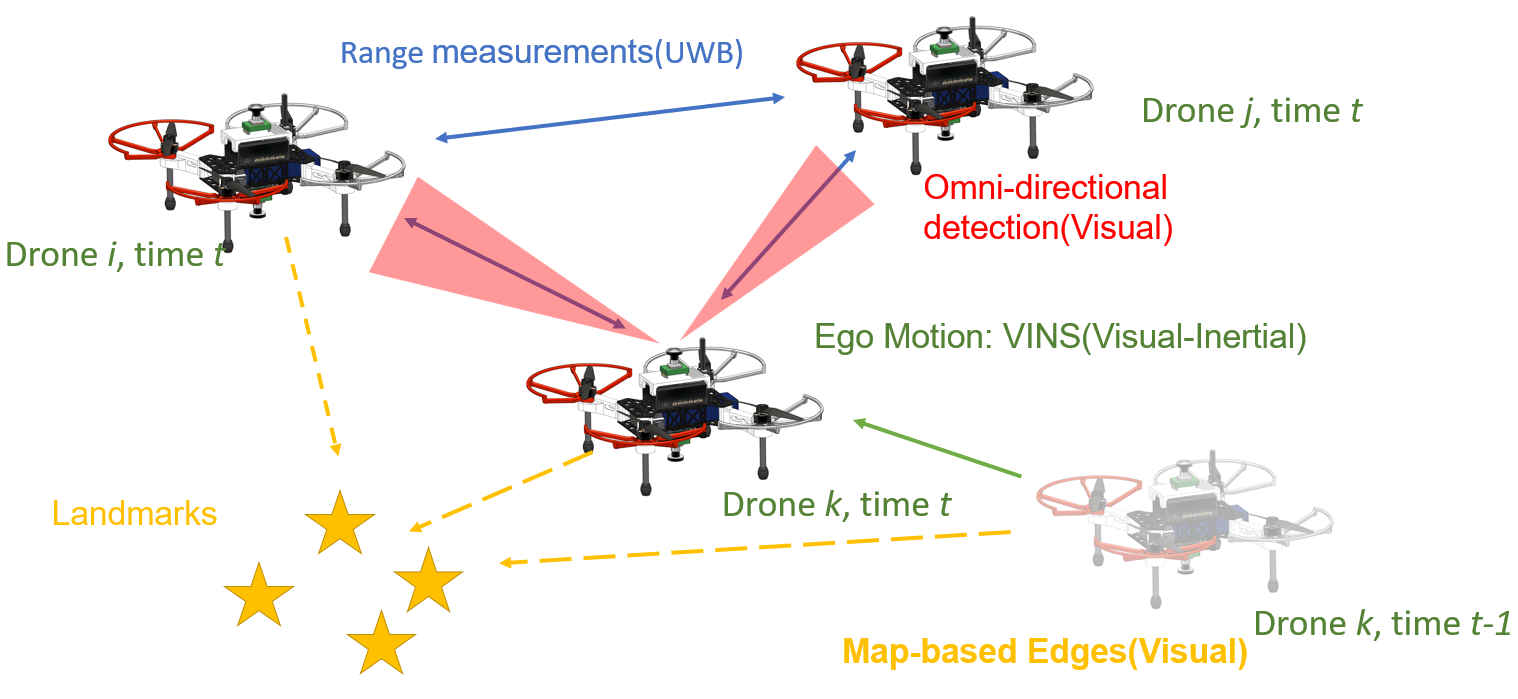 Range measurements(UWB)
Drone j, time t
Omni-directional
detection(Visual)
Drone i, time t
Ego Motion: VINS(Visual-Inertial)
Drone k, time t
Landmarks
Drone k, time t-1
Map-based Edges(Visual)